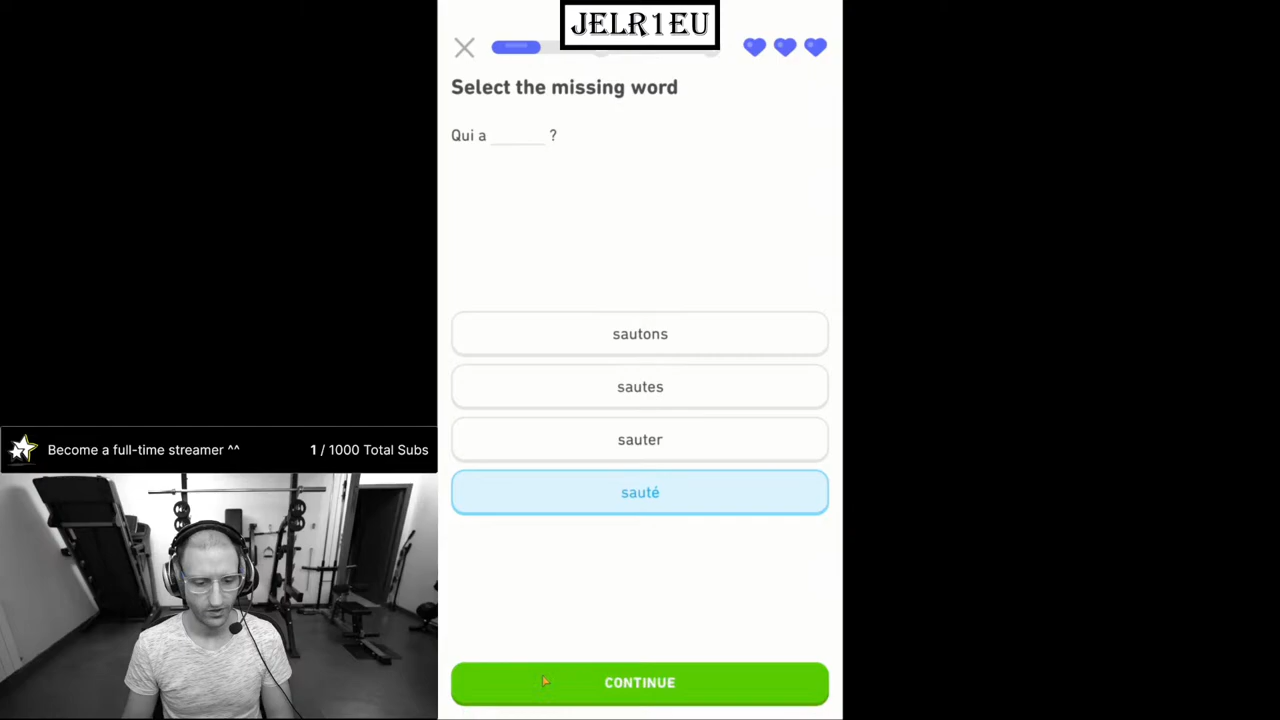 JELR1EU
Select the missing word
Qui a ______ ?
sautons
sautes
sauter
sauté
Become a full-time streamer ^^ 1 / 1000 Total Subs
CONTINUE